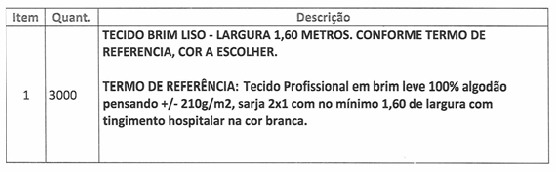 Item Quant. Descrição
TECIDO BRIM LISO - LARGURA 1,60 METROS. CONFORME TERMO DE
REFERENCIA, COR A ESCOLHER.
TERMO DE REFERÊNCIA: Tecido Profissional em brim leve 100% algodão
1 3000 pensando +/- 210g/m2, sarja 2x1 com no mínimo 1,60 de largura com
tingimento hospitalar na cor branca.